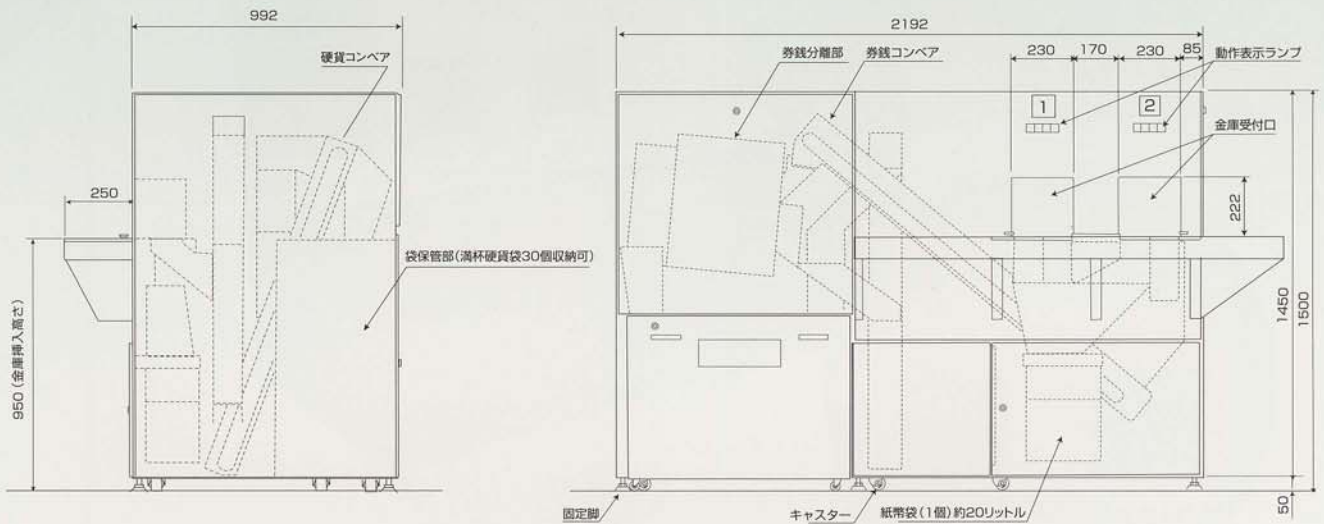 992
硬貨コンベア
250
袋保管部(満杯硬貨袋30個収納可)
950(金庫挿入高さ)
2192
券銭分離部
券銭コンベア
230
170
230
85
動作表示ランプ
1
2
金庫受付口
222
1450
1500
固定脚
キャスター
紙幣袋(1個)約20リットル
50